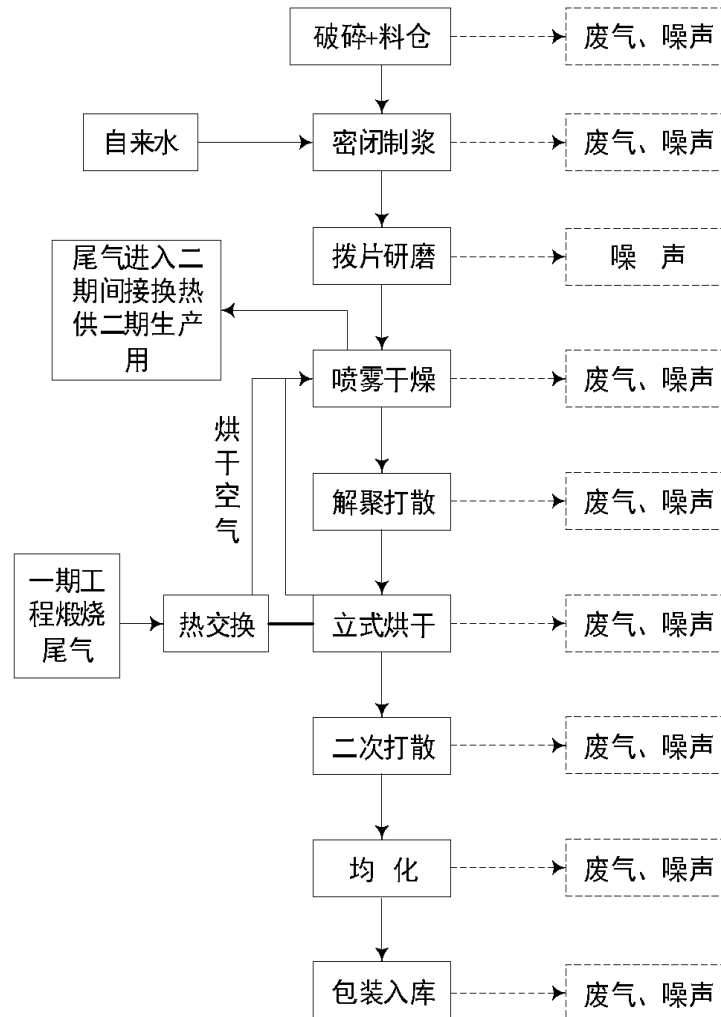 破碎+料仓
废气、噪声
自来水
密闭制浆
废气、噪声
拨片研磨
噪 声
尾气进入二
期间接换热
供二期生产
用
喷雾干燥
废气、噪声
烘
干
空
气
解聚打散
废气、噪声
一期工
程煅烧
尾气
热交换
立式烘干
废气、噪声
二次打散
废气、噪声
均 化
废气、噪声
包装入库
废气、噪声